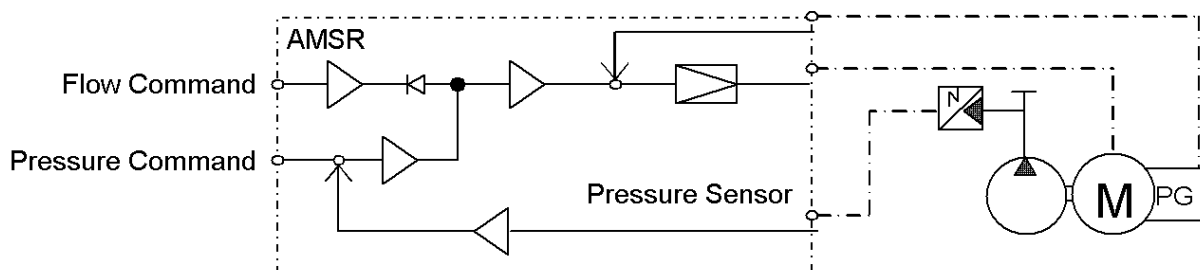 AMSR
Flow Command
N
Pressure Command
Pressure Sensor
M
PG